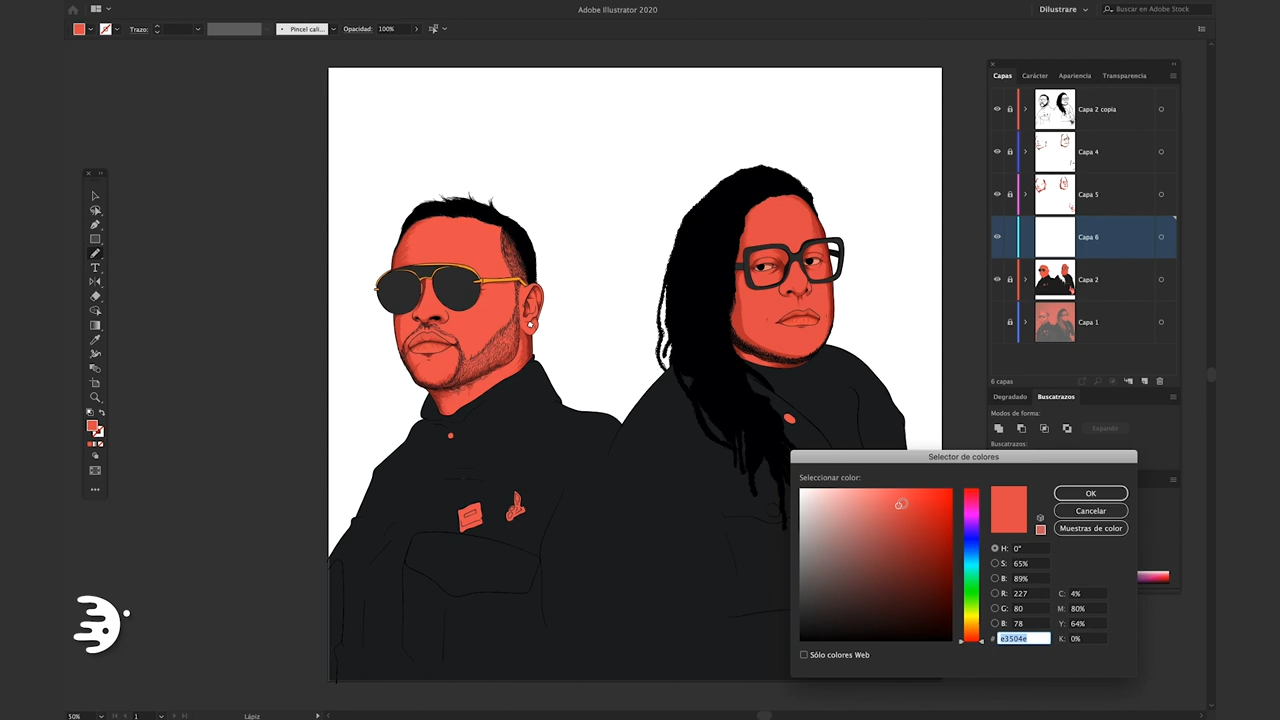 Adobe Illustrator 2020
Dilustrare
Buscar en Adobe Stock
Trazo:
Pincel cali...
Opacidad:
100%
Capas
Carácter
Apariencia
Transparencia
Capa 2 copia
Capa 4
Capa 5
Capa 6
Capa 2
Capa 1
6 capas
Degradado
Buscatrazos
Modos de forma:
Expandir
Buscatrazos:
Selector de colores
Seleccionar color:
OK
Cancelar
Muestras de color
H: 0°
S: 65%
B: 89%
R: 227
C: 4%
G: 80
M: 80%
B: 78
Y: 64%
# e3504e
K: 0%
Sólo colores Web
50%
1
Lápiz